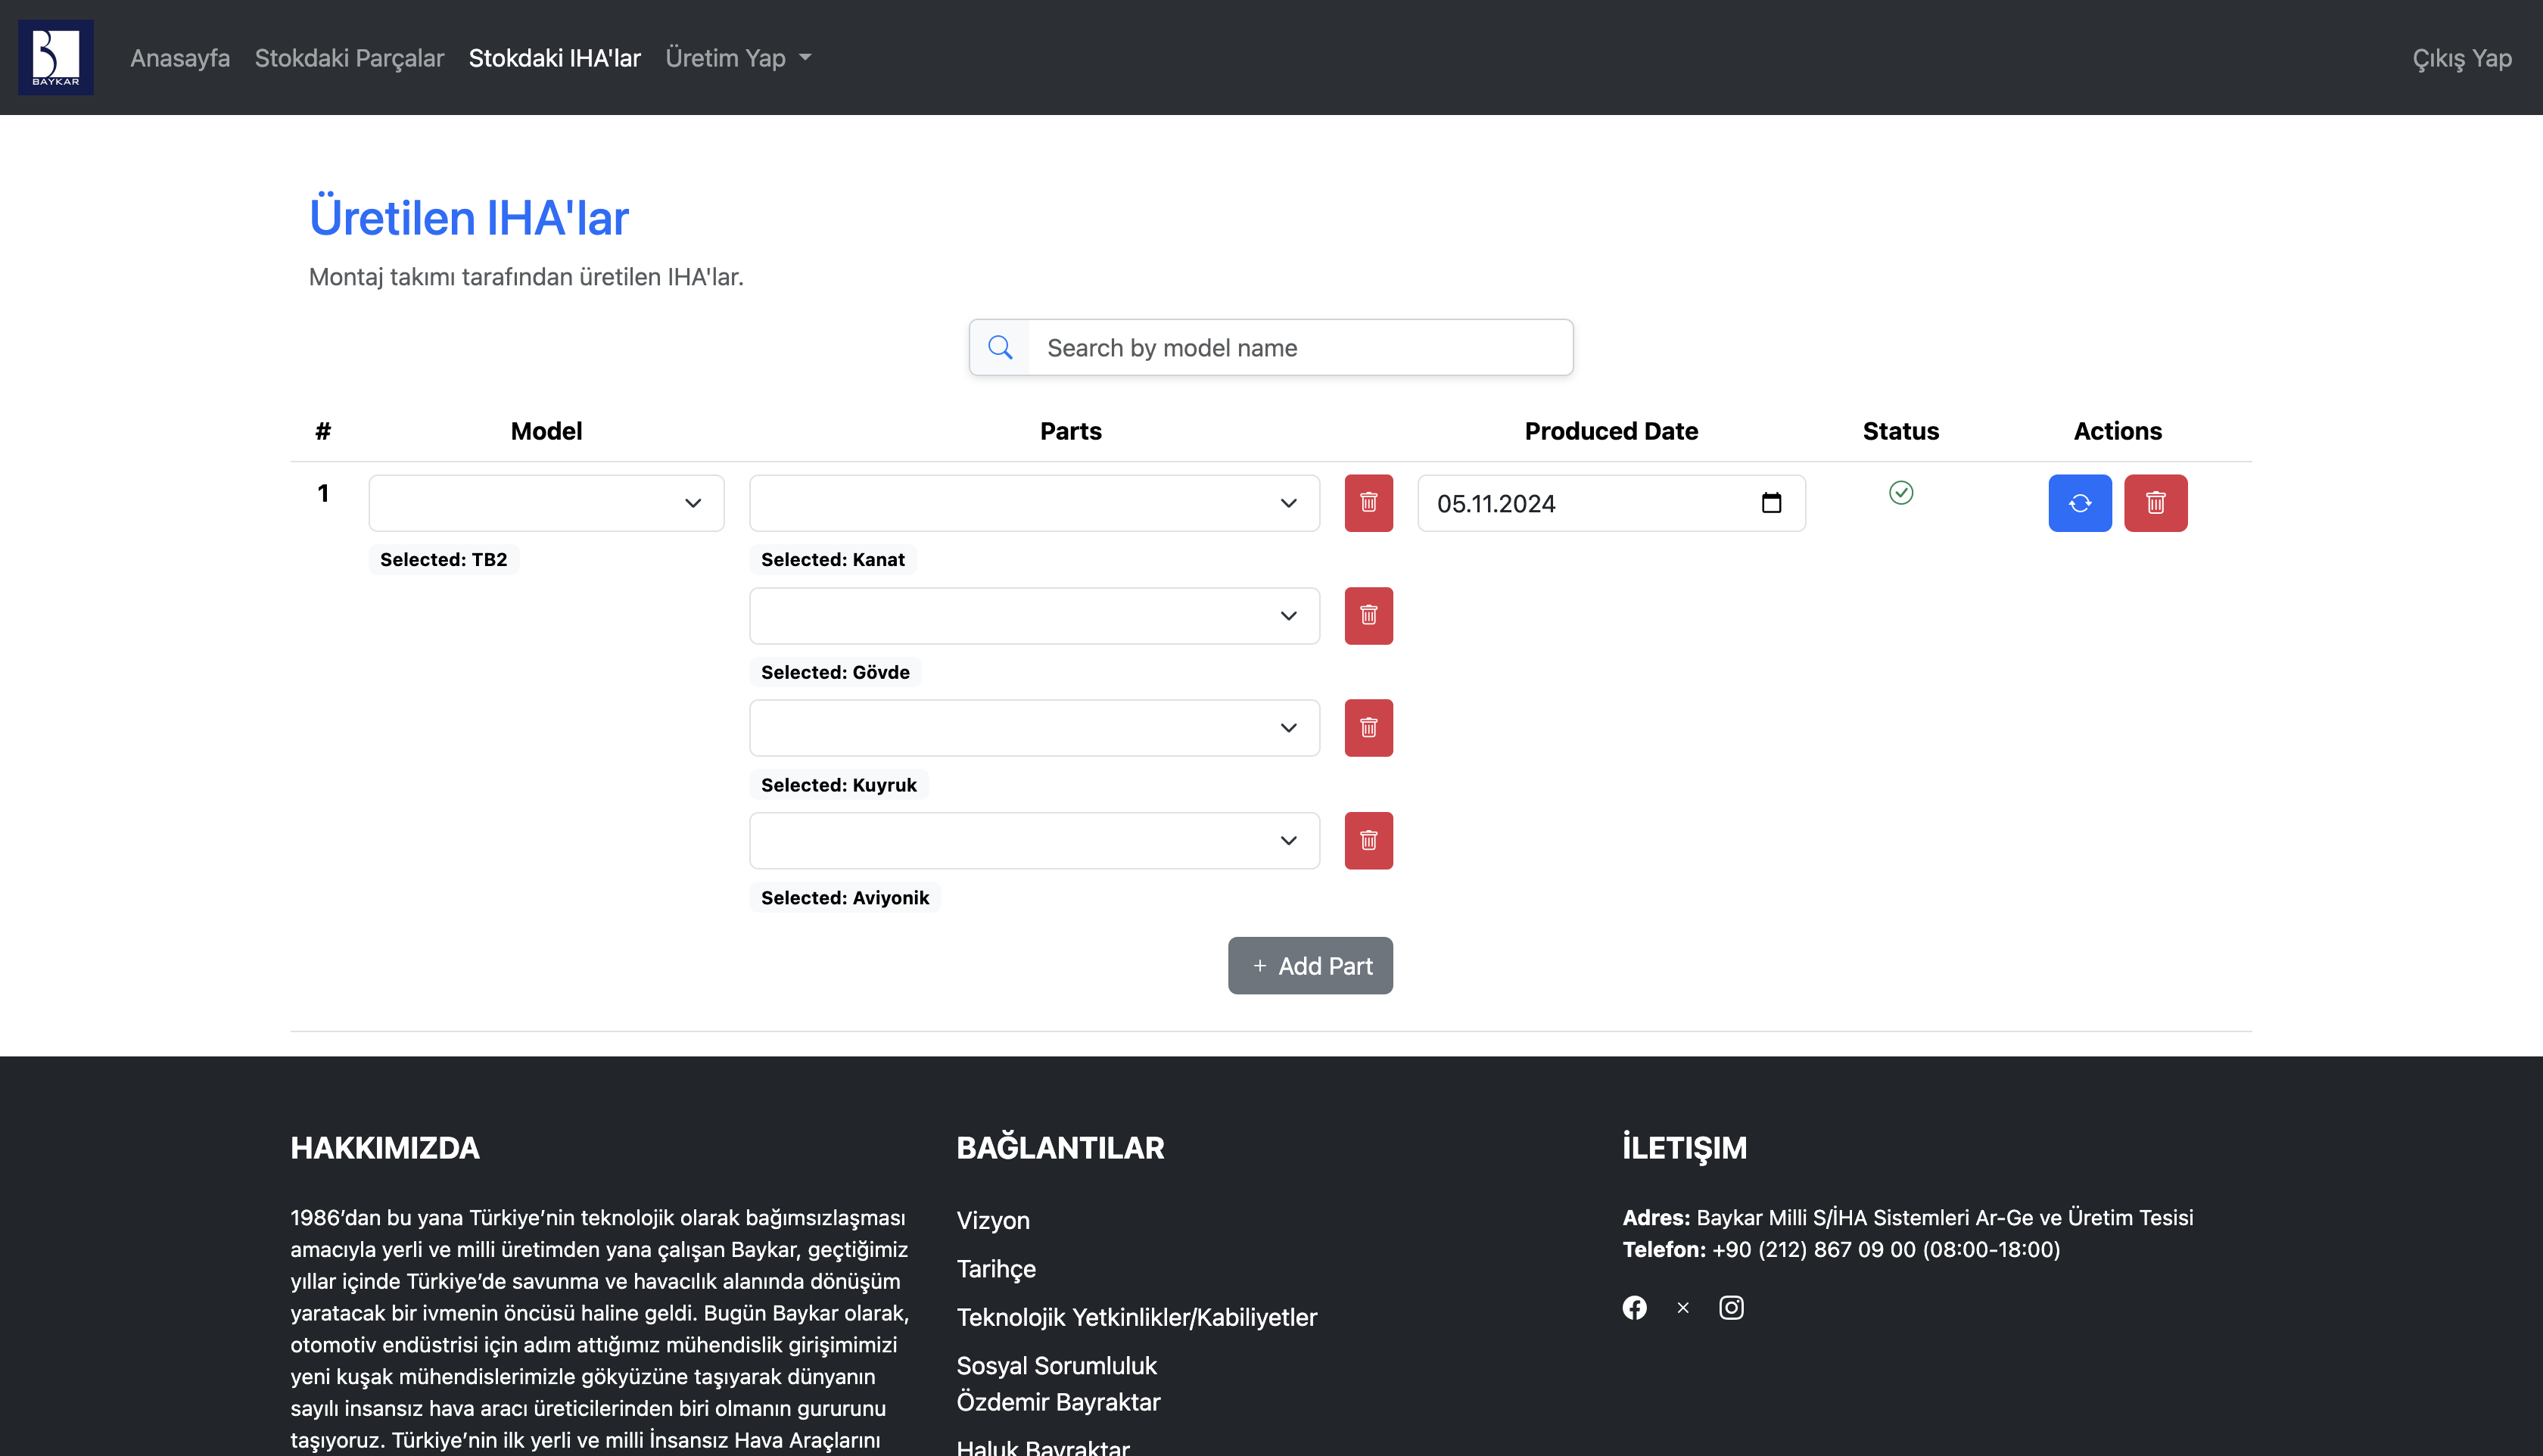 BAYKAR
Anasayfa Stokdaki Parçalar Stokdaki IHA'lar Üretim Yap Çıkış Yap
Üretilen IHA'lar
Montaj takımı tarafından üretilen IHA'lar.
Search by model name
# Model Parts Produced Date Status Actions
1 05.11.2024
Selected: TB2 Selected: Kanat
Selected: Gövde
Selected: Kuyruk
Selected: Aviyonik
+ Add Part
HAKKIMIZDA
1986’dan bu yana Türkiye’nin teknolojik olarak bağımsızlaşması
amacıyla yerli ve milli üretimden yana çalışan Baykar, geçtiğimiz
yıllar içinde Türkiye’de savunma ve havacılık alanında dönüşüm
yaratacak bir ivmenin öncüsü haline geldi. Bugün Baykar olarak,
otomotiv endüstrisi için adım attığımız mühendislik girişimimizi
yeni kuşak mühendislerimizle gökyüzüne taşıyarak dünyanın
sayılı insansız hava aracı üreticilerinden biri olmanın gururunu
taşıyoruz. Türkiye’nin ilk yerli ve milli İnsansız Hava Araçlarını
BAĞLANTILAR
Vizyon
Tarihçe
Teknolojik Yetkinlikler/Kabiliyetler
Sosyal Sorumluluk
Özdemir Bayraktar
Haluk Bayraktar
İLETIŞIM
Adres: Baykar Milli S/İHA Sistemleri Ar-Ge ve Üretim Tesisi
Telefon: +90 (212) 867 09 00 (08:00-18:00)